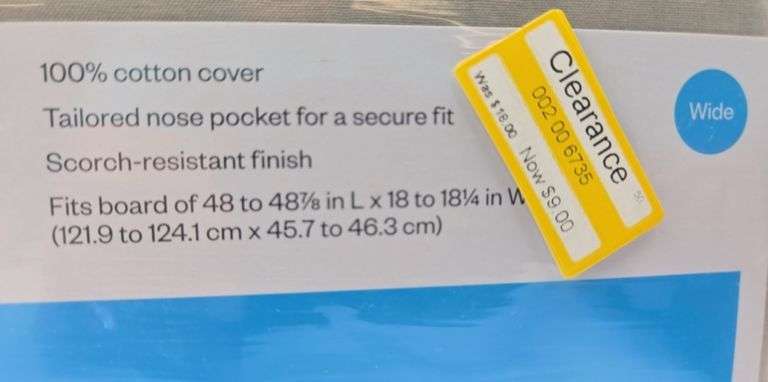 100% cotton cover
Tailored nose pocket for a secure fit
Scorch-resistant finish
Fits board of 48 to 48⅞ in L x 18 to 18¼ in W
(121.9 to 124.1 cm x 45.7 to 46.3 cm)
Clearance 50
002 00 6735
Was $18.00 Now $9.00
Wide